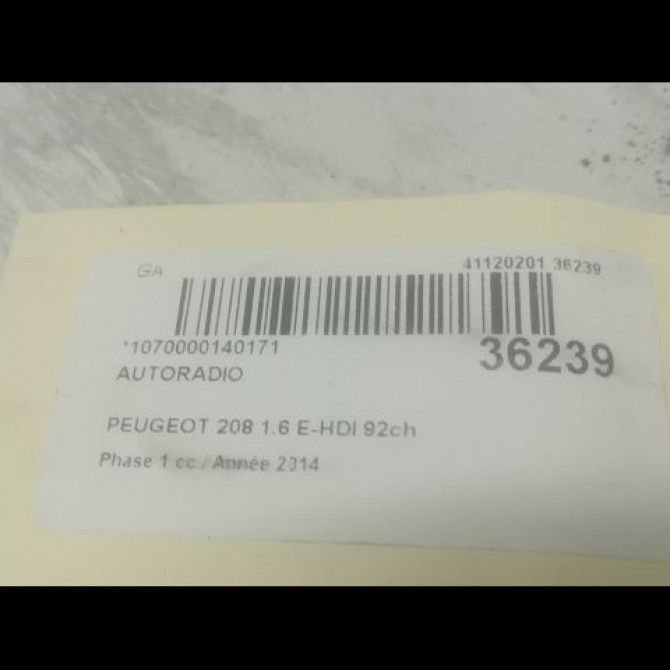 GA 41120201 36239
*1070000140171 36239
AUTORADIO
PEUGEOT 208 1.6 E-HDI 92ch
Phase 1 cc / Année 2014